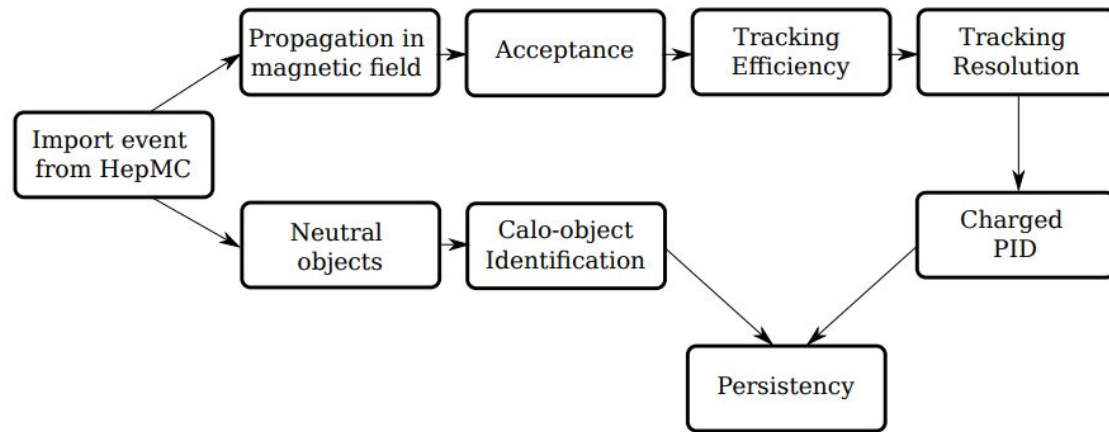 Propagation in
magnetic field
Acceptance
Tracking
Efficiency
Tracking
Resolution
Import event
from HepMC
Neutral
objects
Calo-object
Identification
Charged
PID
Persistency